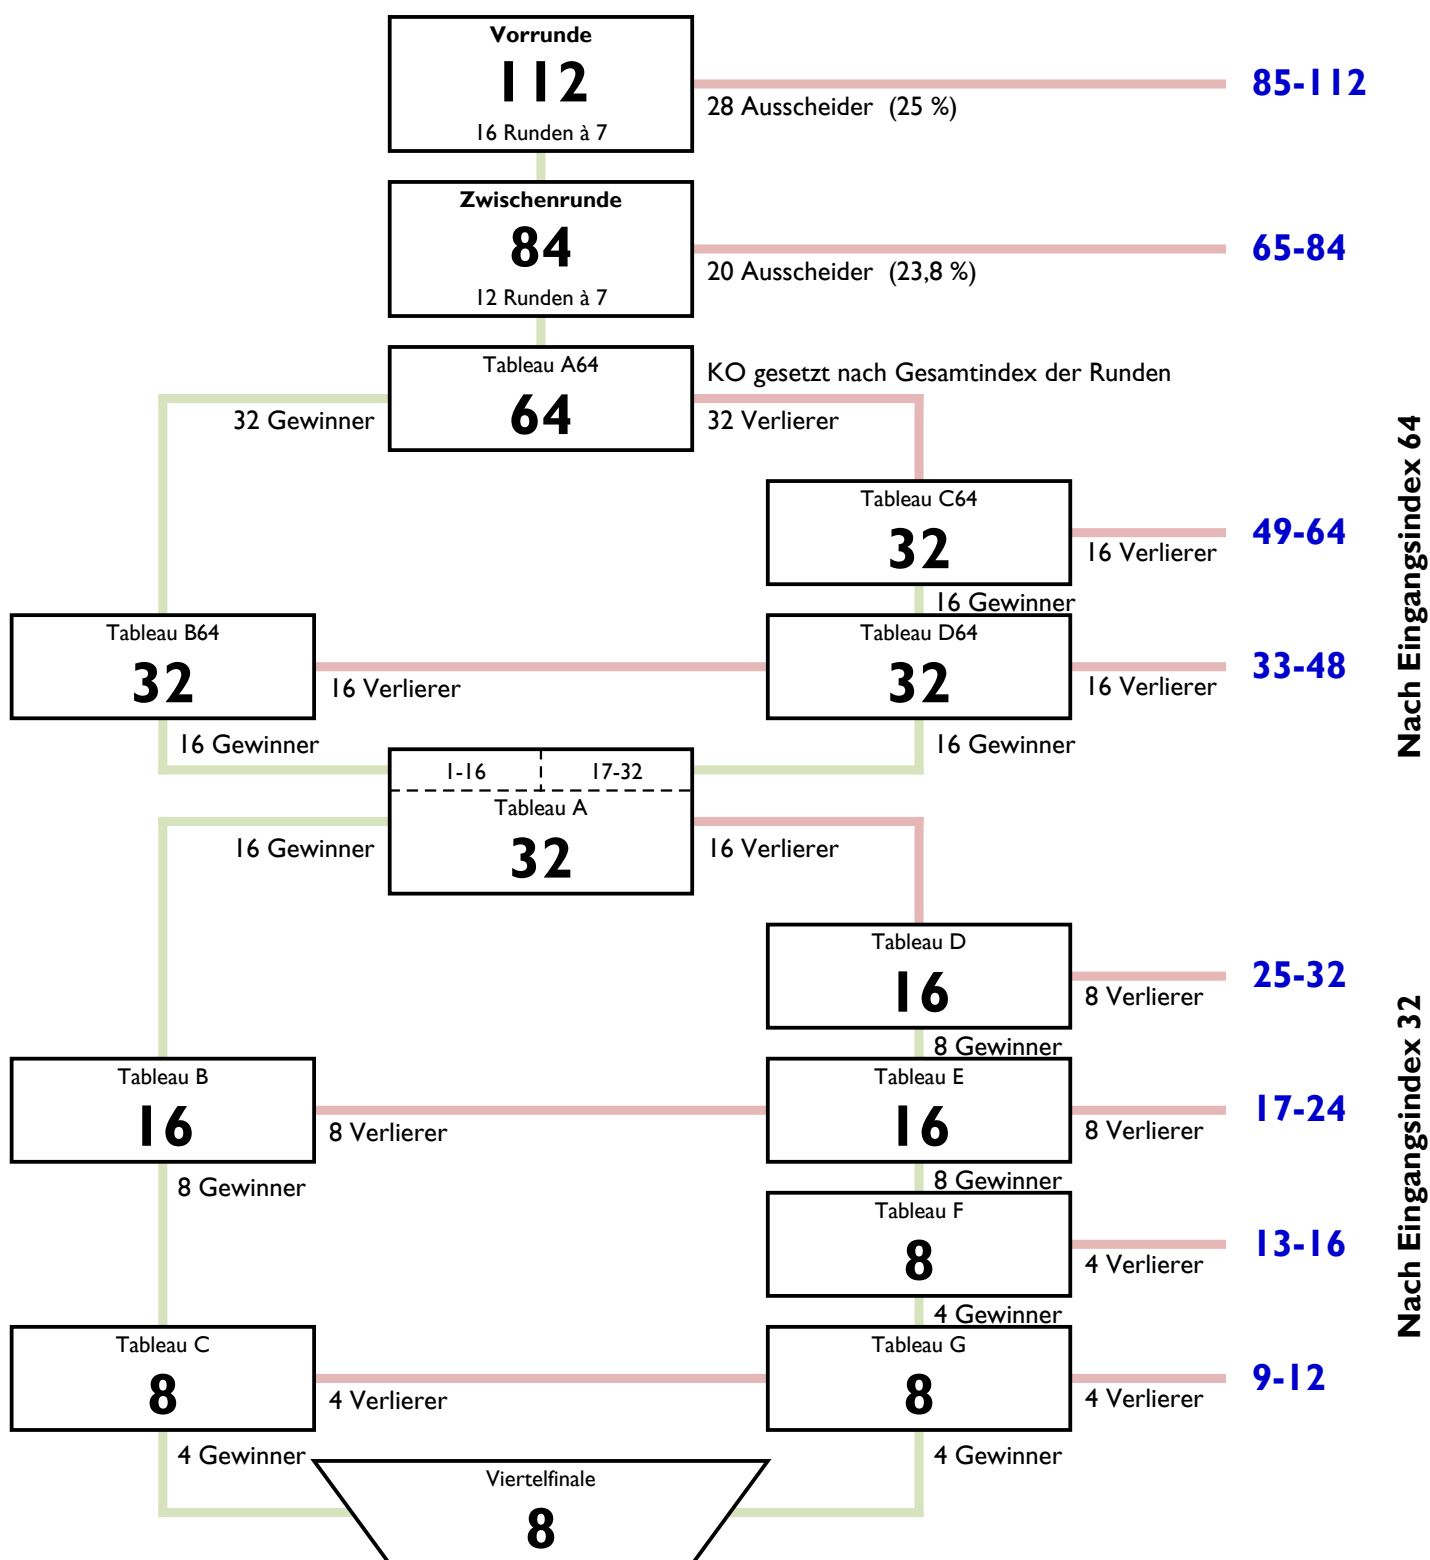 Vorrunde
112
16 Runden à 7
28 Ausscheider (25 %)
85-112
Zwischenrunde
84
12 Runden à 7
20 Ausscheider (23,8 %)
65-84
Tableau A64
64
KO gesetzt nach Gesamtindex der Runden
32 Gewinner
32 Verlierer
Tableau C64
32
16 Verlierer
49-64
16 Gewinner
Tableau B64
32
16 Verlierer
Tableau D64
32
16 Verlierer
33-48
Nach Eingangsindex 64
16 Gewinner
16 Gewinner
1-16
17-32
Tableau A
32
16 Gewinner
16 Verlierer
Tableau D
16
8 Verlierer
25-32
8 Gewinner
Tableau B
16
8 Verlierer
Tableau E
16
8 Verlierer
17-24
8 Gewinner
8 Gewinner
Tableau F
8
4 Verlierer
13-16
Nach Eingangsindex 32
4 Gewinner
Tableau C
8
4 Verlierer
Tableau G
8
4 Verlierer
9-12
4 Gewinner
4 Gewinner
Viertelfinale
8